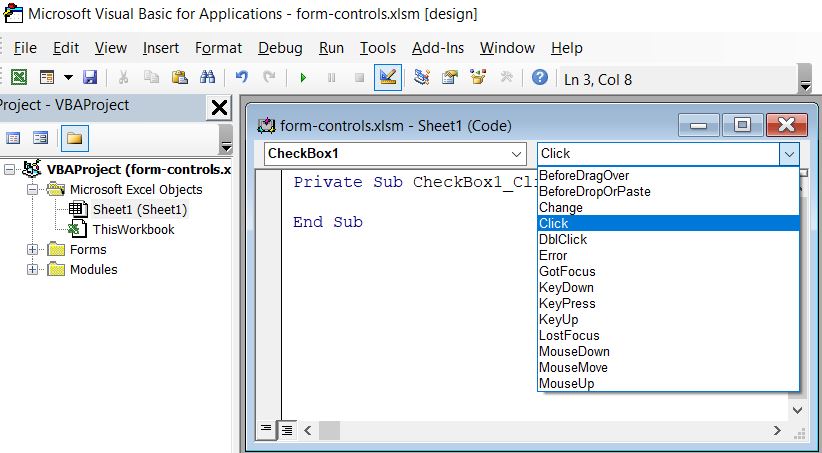 Microsoft Visual Basic for Applications - form-controls.xlsm [design]
File Edit View Insert Format Debug Run Tools Add-Ins Window Help
Ln 3, Col 8
Project - VBAProject
VBAProject (form-controls.x
Microsoft Excel Objects
Sheet1 (Sheet1)
ThisWorkbook
Forms
Modules
form-controls.xlsm - Sheet1 (Code)
CheckBox1 Click
Private Sub CheckBox1_Cli
End Sub
BeforeDragOver
BeforeDropOrPaste
Change
Click
DblClick
Error
GotFocus
KeyDown
KeyPress
KeyUp
LostFocus
MouseDown
MouseMove
MouseUp